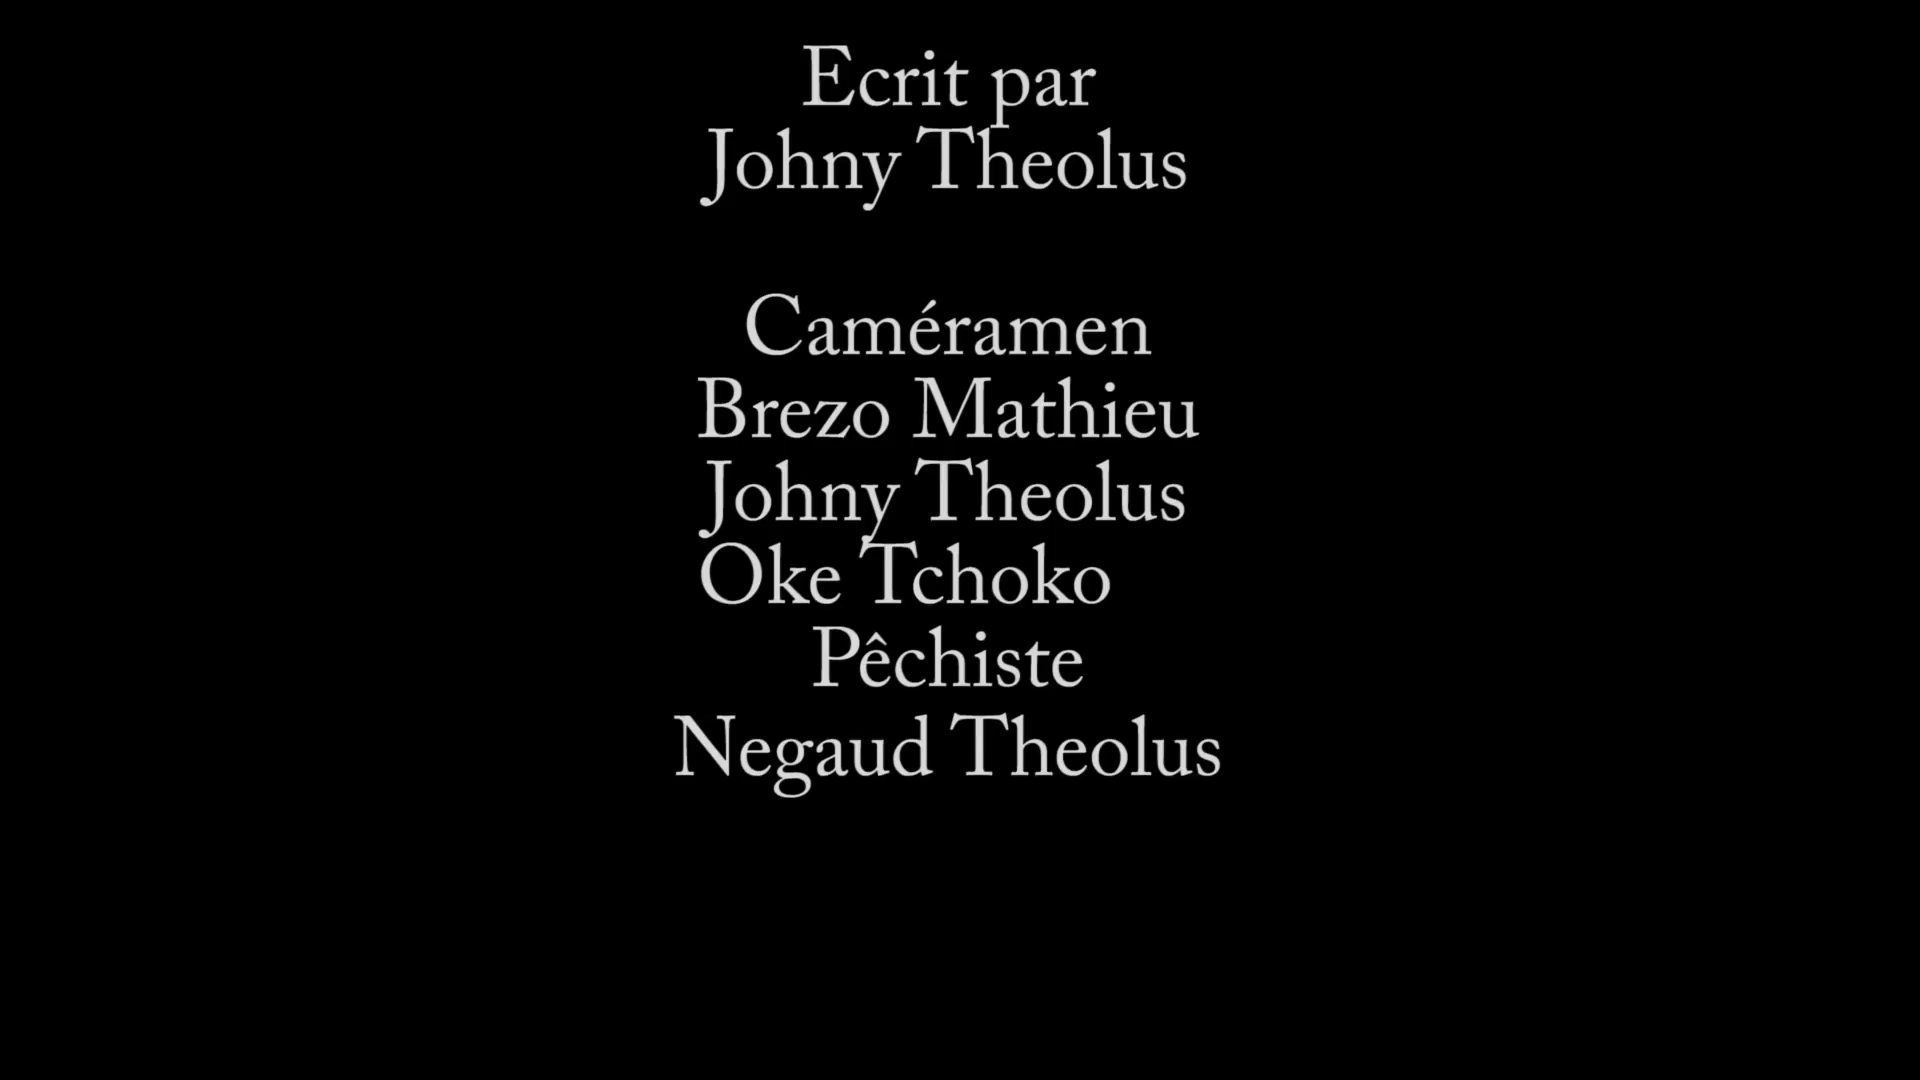 Ecrit par
Johny Theolus
Caméramen
Brezo Mathieu
Johny Theolus
Oke Tchoko
Pêchiste
Negaud Theolus